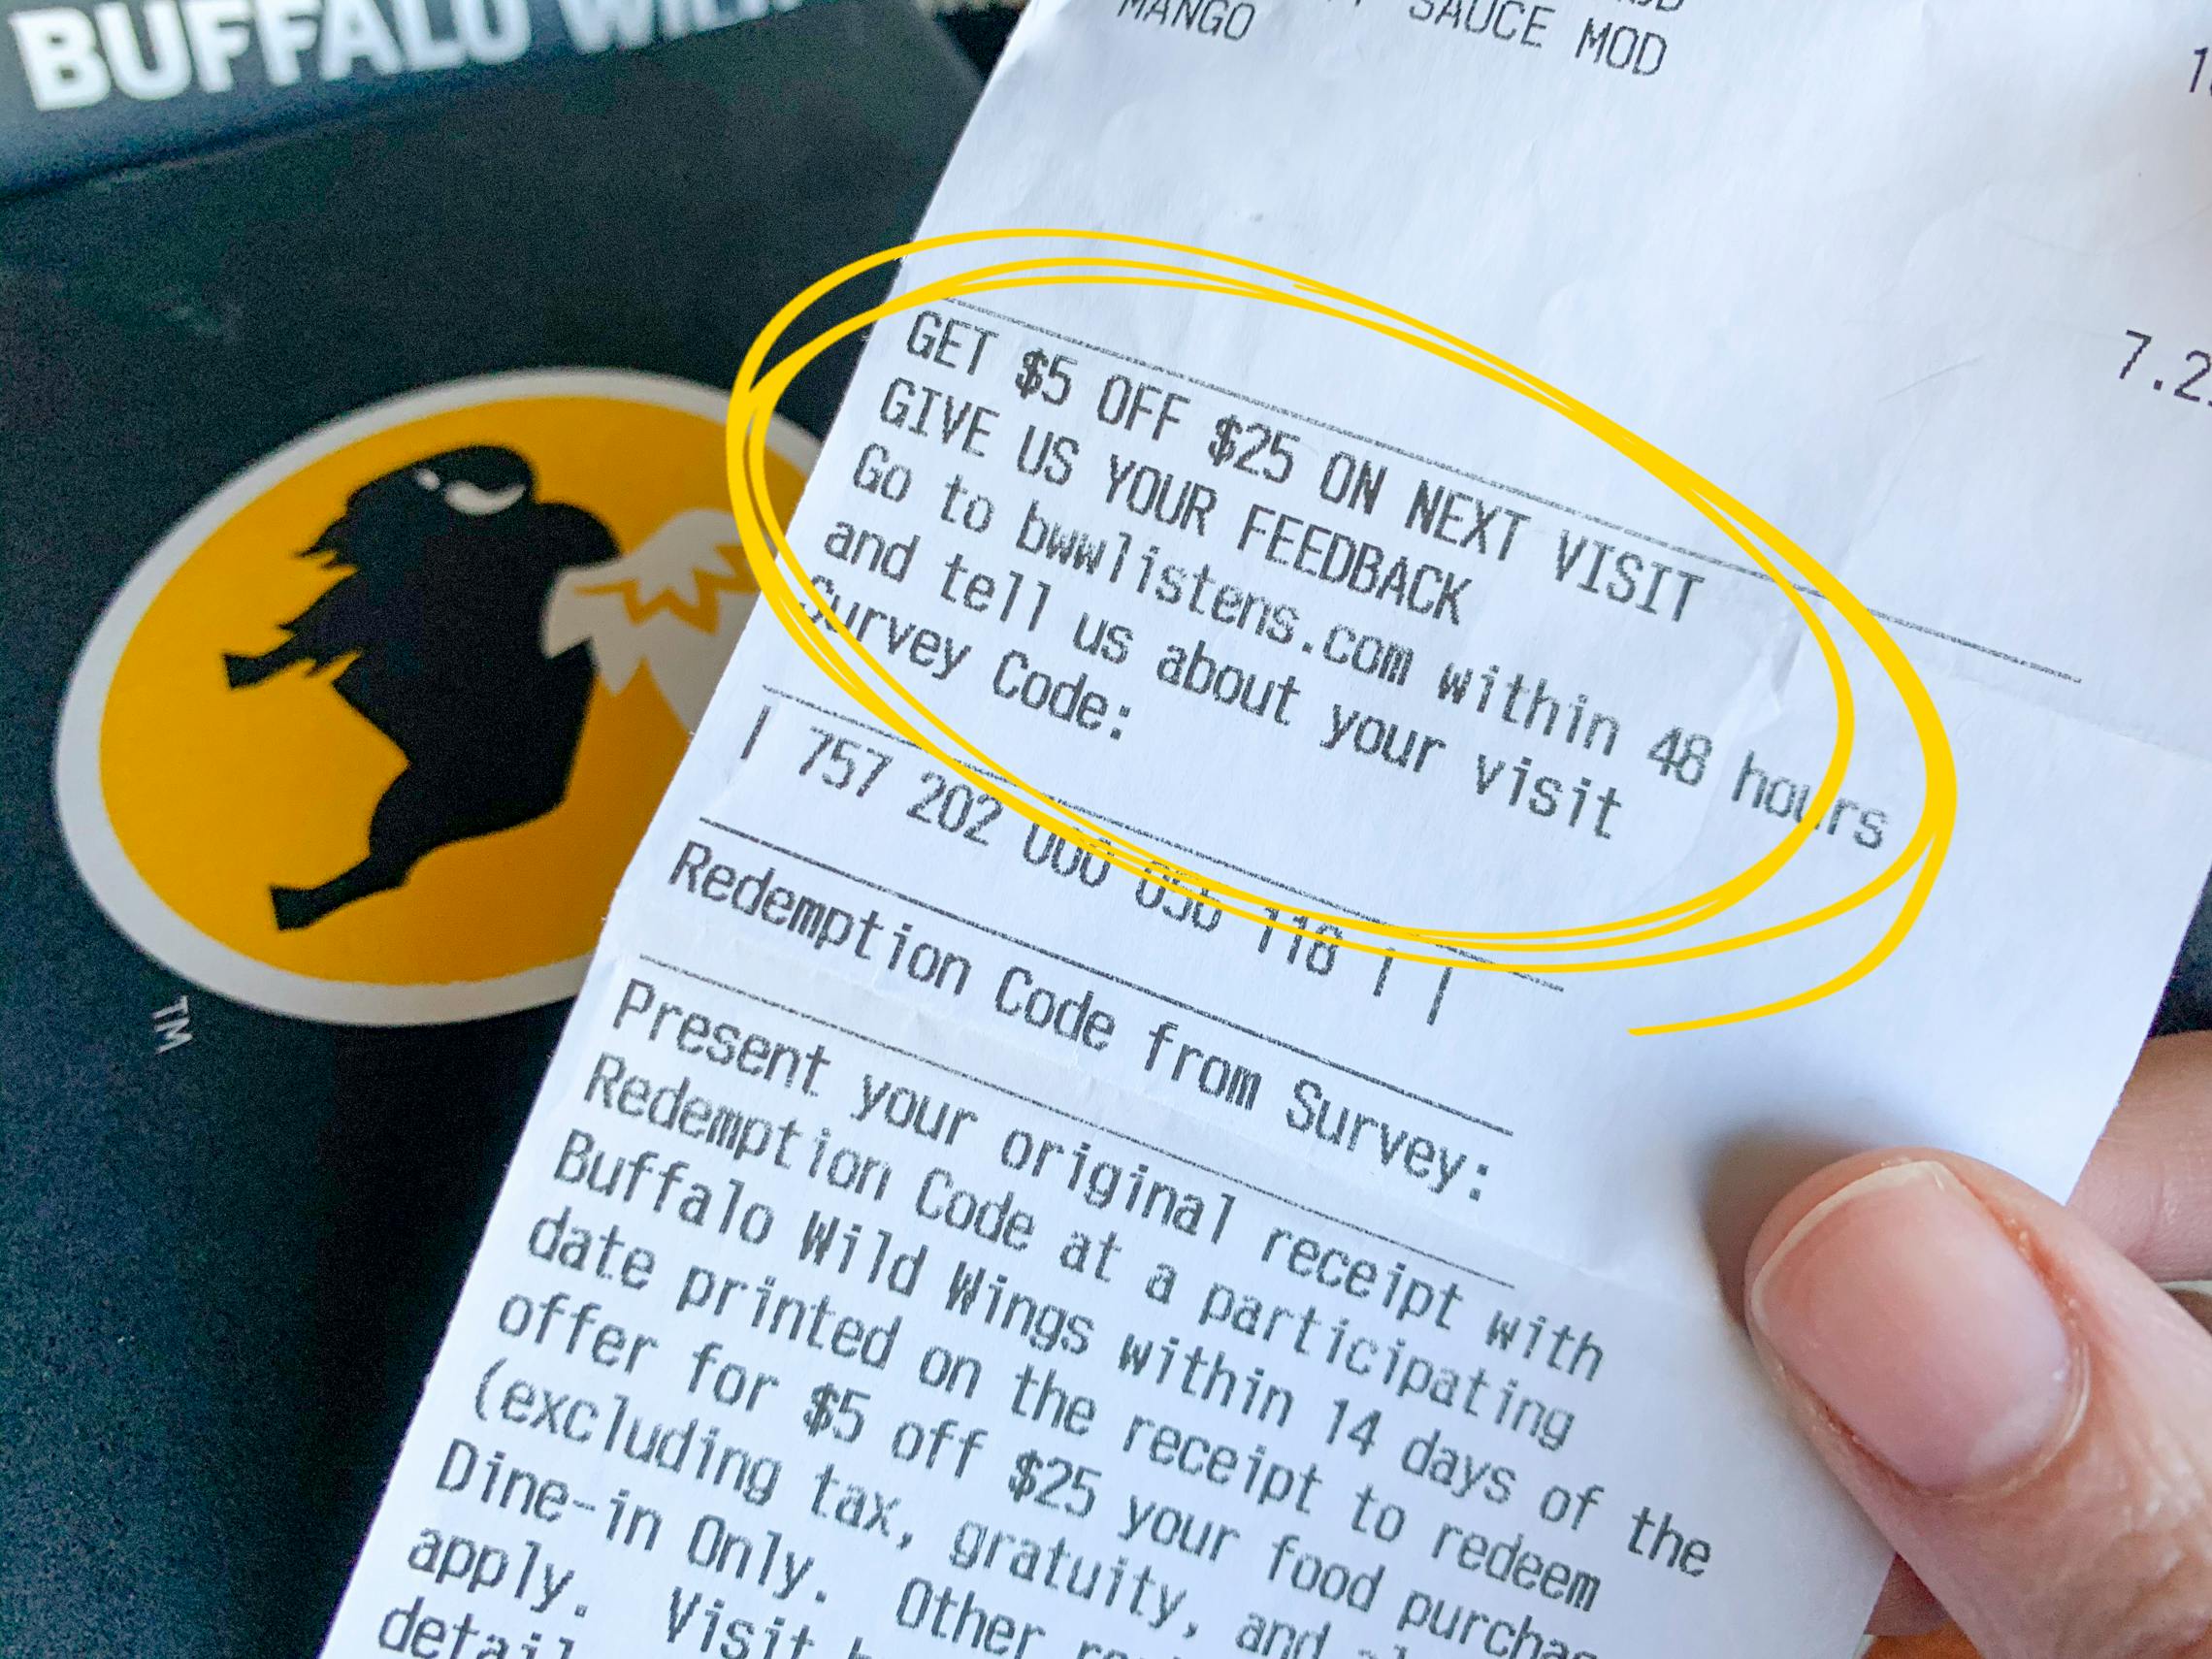 BUFFALO
SAUCE MOD
MANGO
GET $5 OFF $25 ON NEXT VISIT
GIVE US YOUR FEEDBACK
Go to bwwlistens.com within 48 hours
and tell us about your visit
Survey Code:
| 757 202 000 056 118 | |
Redemption Code from Survey:
Present your original receipt with
Redemption Code at a participating
Buffalo Wild Wings within 14 days of the
date printed on the receipt to redeem
offer for $5 off $25 your food
(excluding tax, gratuity, and
Dine-in Only. Other
apply. Visit
TM